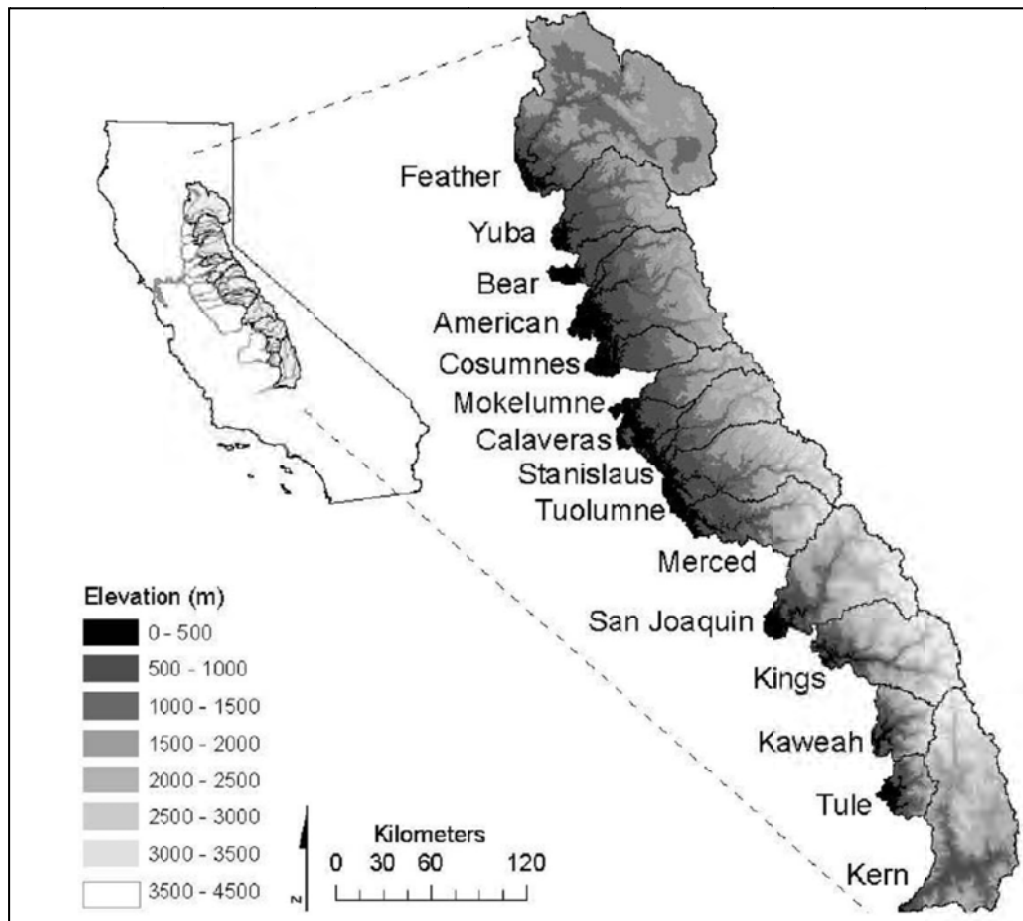 Feather
Yuba
Bear
American
Cosumnes
Mokelumne
Calaveras
Stanislaus
Tuolumne
Merced
San Joaquin
Kings
Kaweah
Tule
Kern
Elevation (m)
0 - 500
500 - 1000
1000 - 1500
1500 - 2000
2000 - 2500
2500 - 3000
3000 - 3500
3500 - 4500
N
Kilometers
0 30 60 120